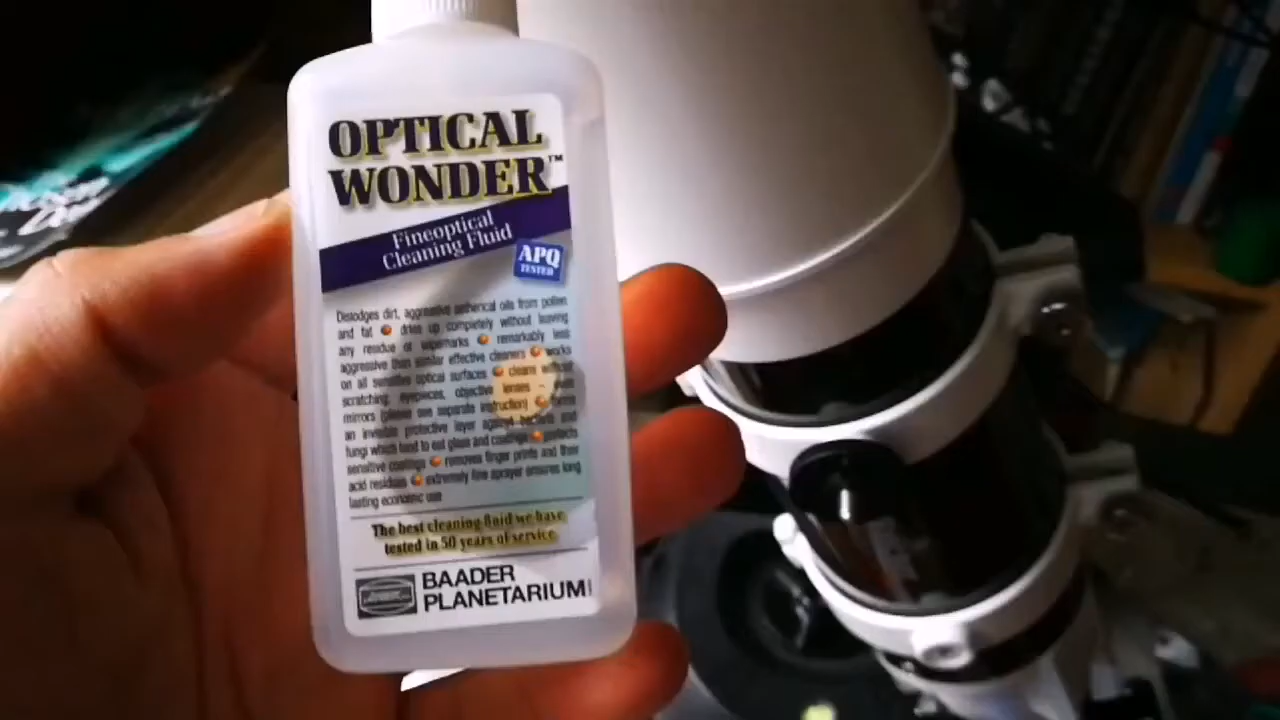 OPTICAL
WONDER™
Fineoptical
Cleaning Fluid
APQ
TESTED
Dislodges dirt, aggressive aetherical oils from pollen
and fat dries up completely without leaving
any residue or wipemarks remarkably less
aggressive than similar effective cleaners works
on all sensitive optical surfaces cleans without
scratching: eyepieces, objective lenses - even
mirrors (please see separate instruction) forms
an invisible protective layer against bacteria and
fungi which tend to eat glass and coatings protects
sensitive coatings removes finger prints and their
acid residues extremely fine sprayer ensures long
lasting economic use
The best cleaning fluid we have
tested in 50 years of service.
BAADER
PLANETARIUM